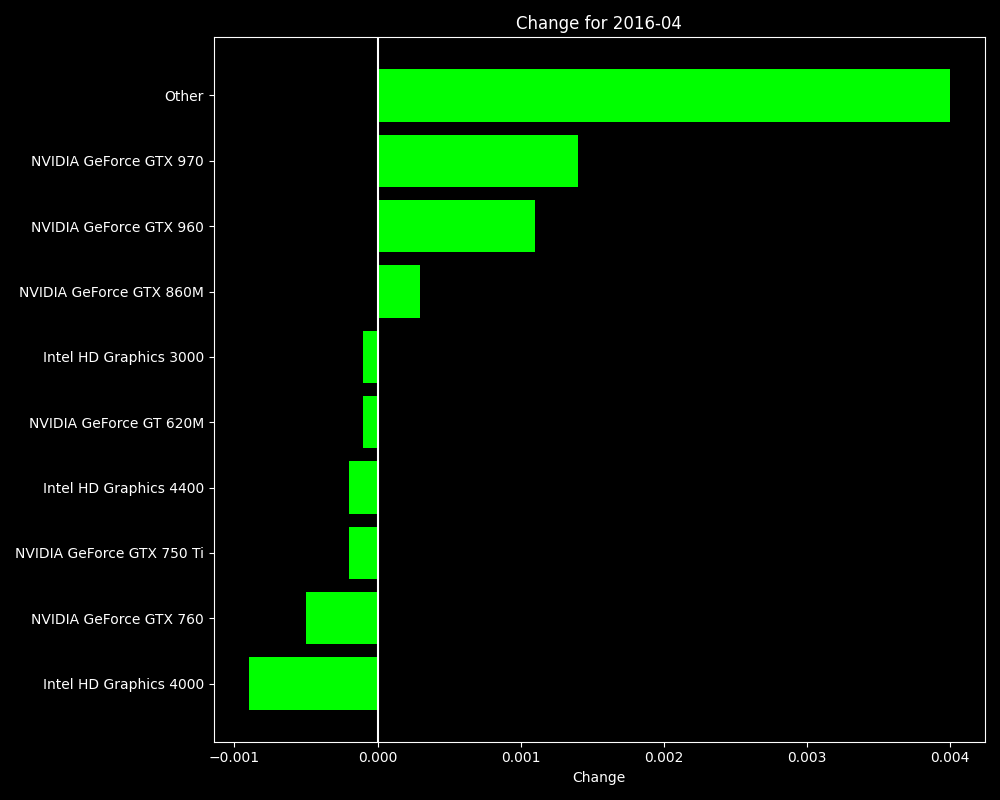 Change for 2016-04
Other
NVIDIA GeForce GTX 970
NVIDIA GeForce GTX 960
NVIDIA GeForce GTX 860M
Intel HD Graphics 3000
NVIDIA GeForce GT 620M
Intel HD Graphics 4400
NVIDIA GeForce GTX 750 Ti
NVIDIA GeForce GTX 760
Intel HD Graphics 4000
−0.001 0.000 0.001 0.002 0.003 0.004
Change